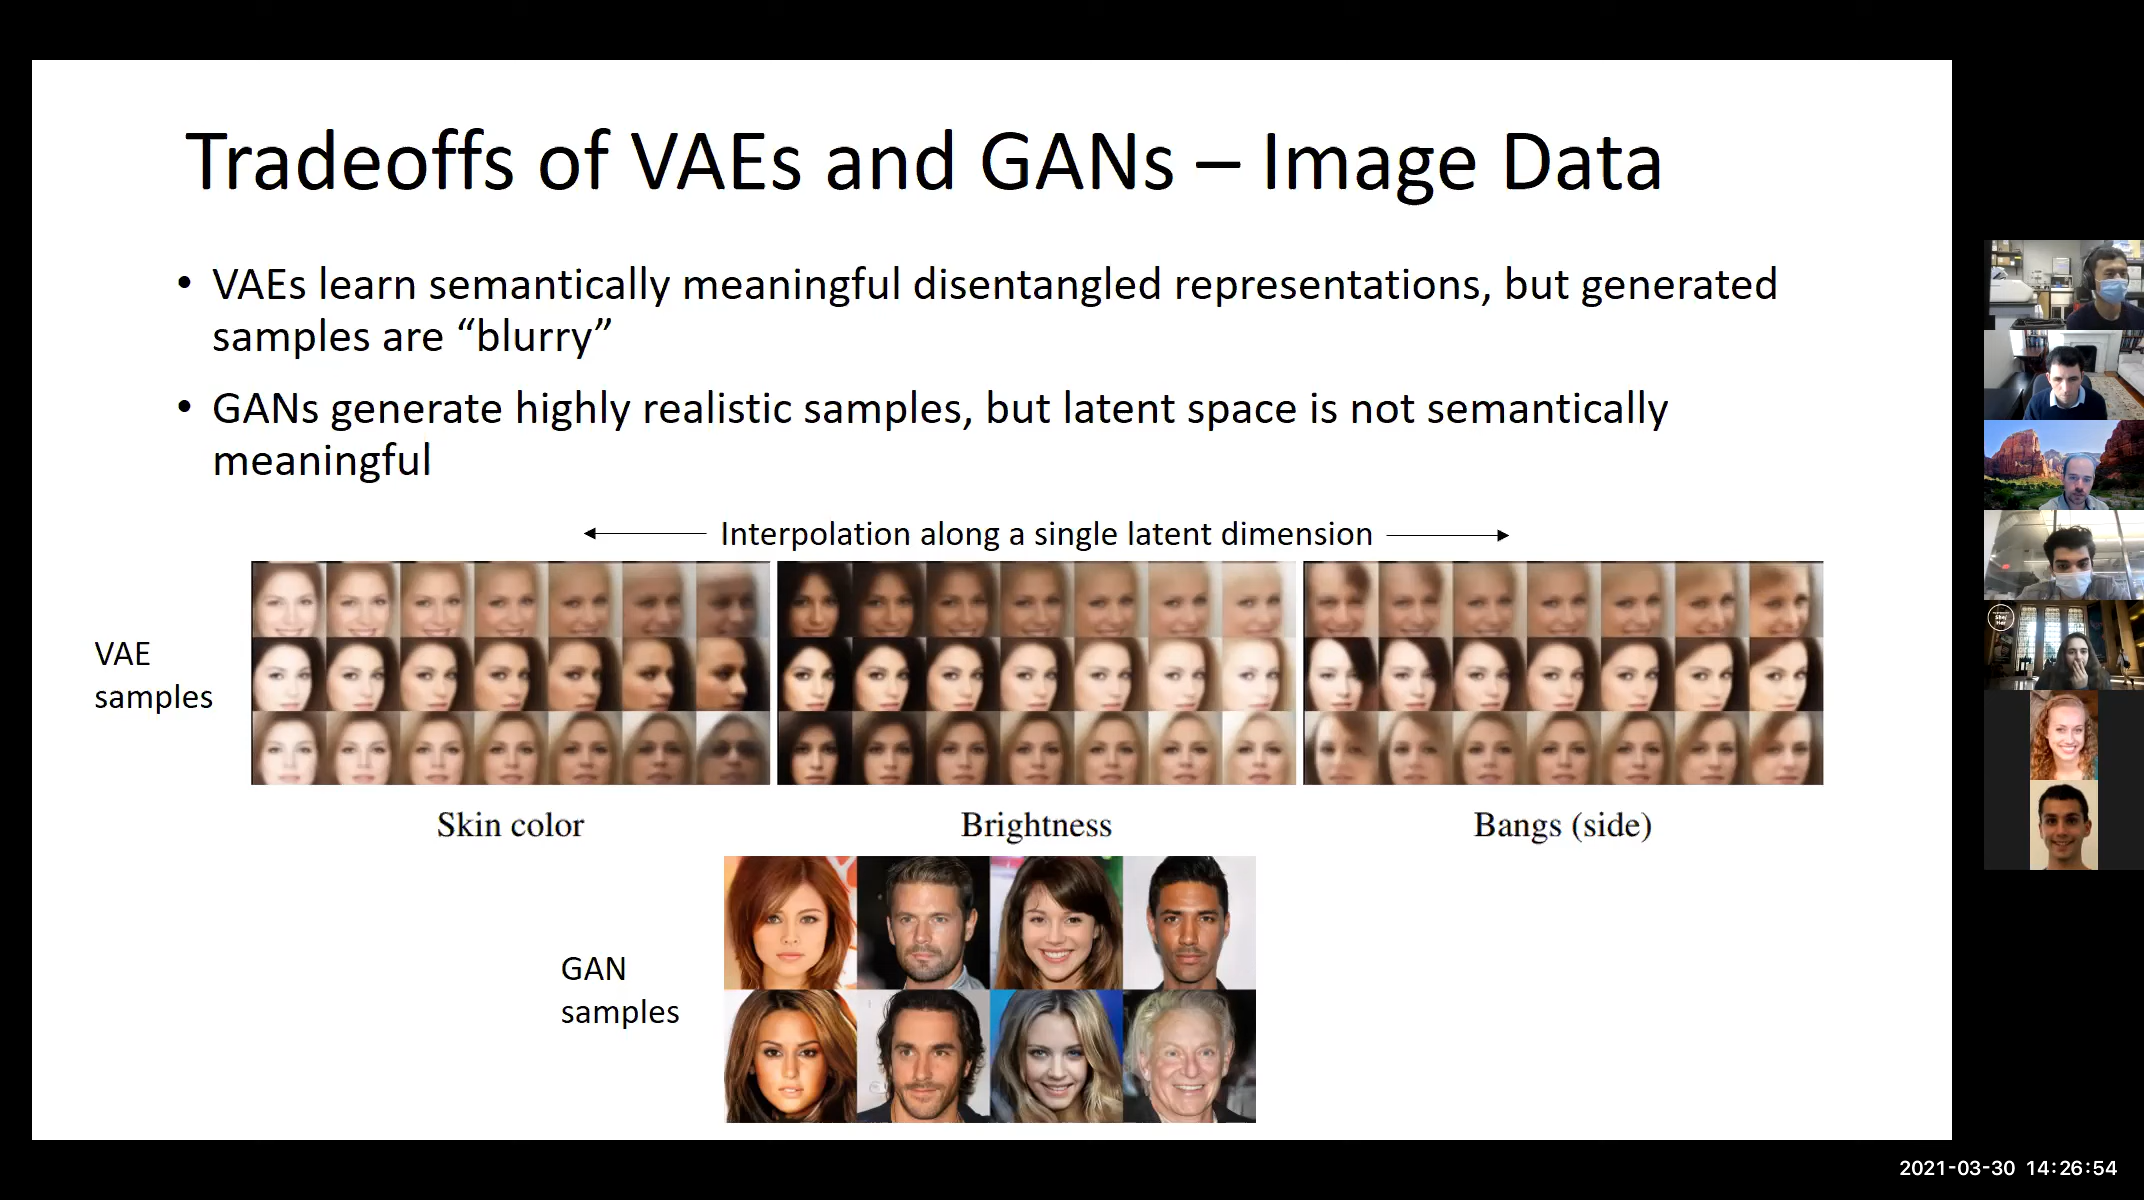 Tradeoffs of VAEs and GANs – Image Data
• VAEs learn semantically meaningful disentangled representations, but generated
samples are “blurry”
• GANs generate highly realistic samples, but latent space is not semantically
meaningful
Interpolation along a single latent dimension
VAE
samples
Skin color
Brightness
Bangs (side)
GAN
samples
2021-03-30 14:26:54